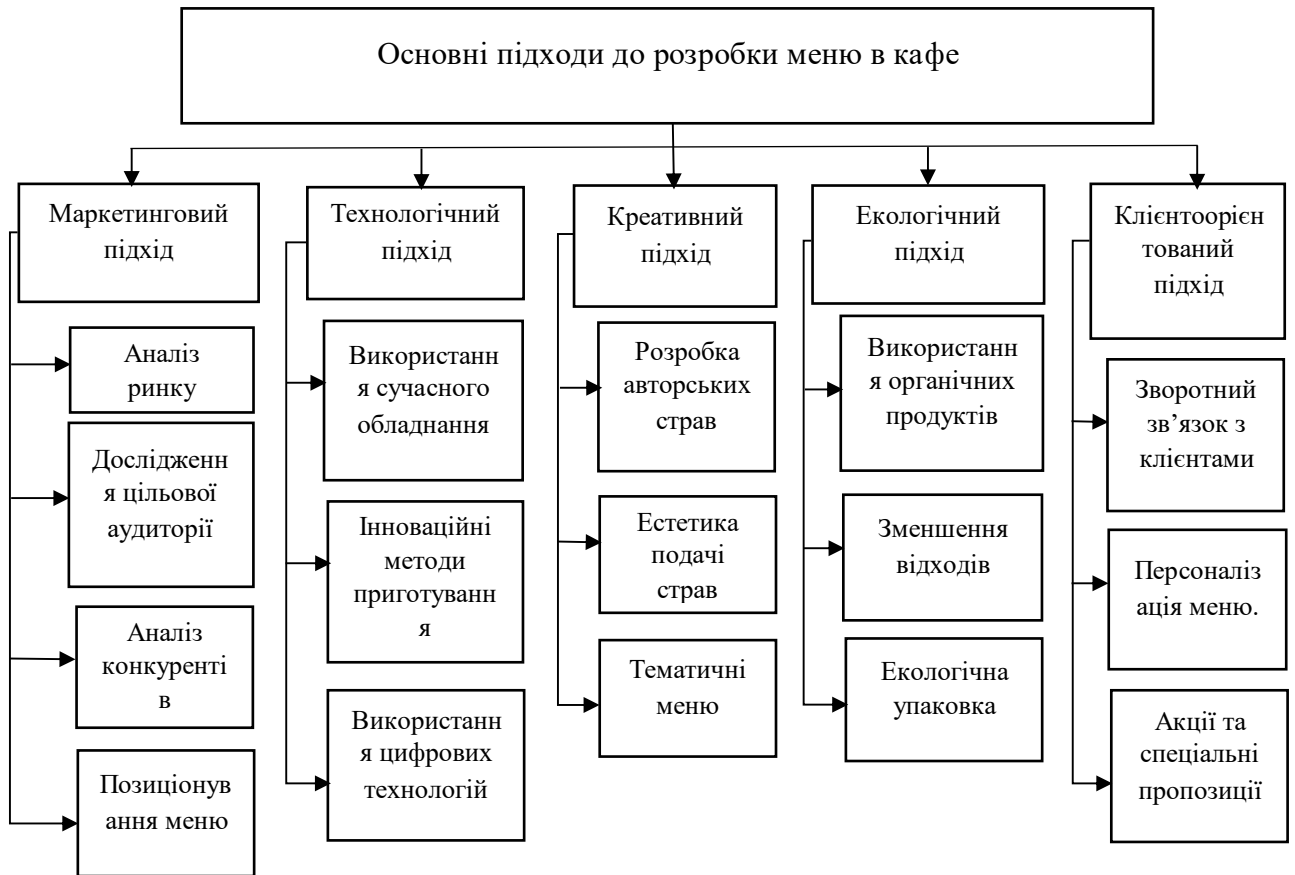 Основні підходи до розробки меню в кафе
Маркетинговий
підхід
Аналіз
ринку
Дослідженн
я цільової
аудиторії
Аналіз
конкуренті
в
Позиціонув
ання меню
Технологічний
підхід
Використанн
я сучасного
обладнання
Інноваційні
методи
приготуванн
я
Використанн
я цифрових
технологій
Креативний
підхід
Розробка
авторських
страв
Естетика
подачі
страв
Тематичні
меню
Екологічний
підхід
Використанн
я органічних
продуктів
Зменшення
відходів
Екологічна
упаковка
Клієнтоорієн
тований
підхід
Зворотний
зв’язок з
клієнтами
Персоналіз
ація меню.
Акції та
спеціальні
пропозиції